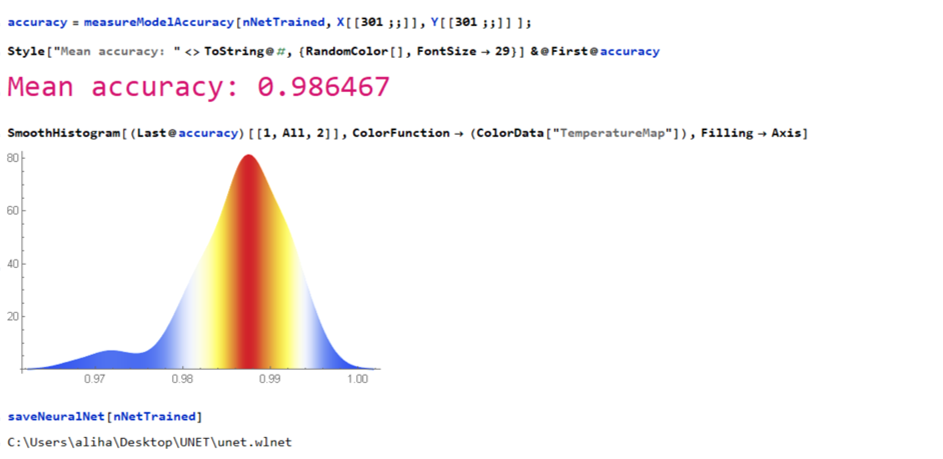 accuracy = measureModelAccuracy[nNetTrained, X[[301 ;;]], Y[[301 ;;]] ];
Style["Mean accuracy: " <> ToString@#, {RandomColor[], FontSize → 29}] &@First@accuracy
Mean accuracy: 0.986467
SmoothHistogram[(Last@accuracy)[[1, All, 2]], ColorFunction → (ColorData["TemperatureMap"]), Filling → Axis]
80
60
40
20
0.97 0.98 0.99 1.00
saveNeuralNet[nNetTrained]
C:\Users\aliha\Desktop\UNET\unet.wlnet